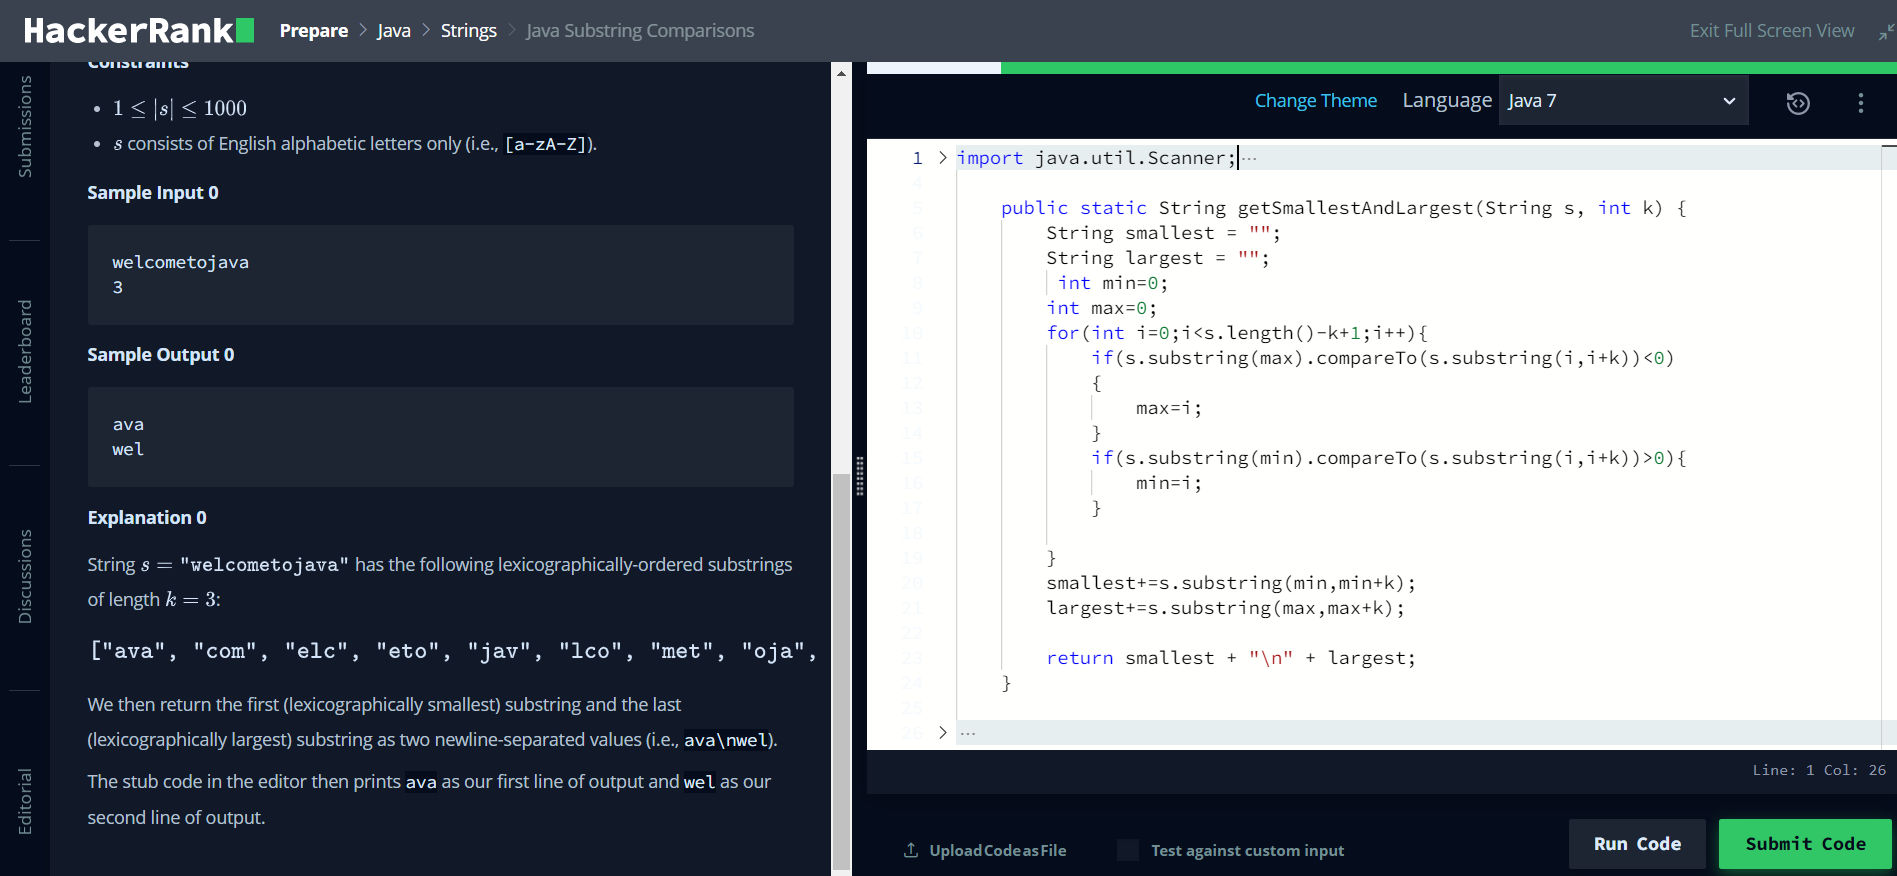 HackerRank
Prepare > Java > Strings > Java Substring Comparisons
Exit Full Screen View
Submissions
Leaderboard
Discussions
Editorial
Constraints
• 1 ≤ |s| ≤ 1000
• s consists of English alphabetic letters only (i.e., [a-zA-Z]).
Sample Input 0
welcometojava
3
Sample Output 0
ava
wel
Explanation 0
String s = "welcometojava" has the following lexicographically-ordered substrings
of length k = 3:
["ava", "com", "elc", "eto", "jav", "lco", "met", "oja",
We then return the first (lexicographically smallest) substring and the last
(lexicographically largest) substring as two newline-separated values (i.e., ava\nwel).
The stub code in the editor then prints ava as our first line of output and wel as our
second line of output.
Change Theme Language Java 7
1 > import java.util.Scanner;···
4
5 public static String getSmallestAndLargest(String s, int k) {
6 String smallest = "";
7 String largest = "";
8 int min=0;
9 int max=0;
10 for(int i=0;i<s.length()-k+1;i++){
11 if(s.substring(max).compareTo(s.substring(i,i+k))<0)
12 {
13 max=i;
14 }
15 if(s.substring(min).compareTo(s.substring(i,i+k))>0){
16 min=i;
17 }
18
19 }
20 smallest+=s.substring(min,min+k);
21 largest+=s.substring(max,max+k);
22
23 return smallest + "\n" + largest;
24 }
25
26 > ···
Line: 1 Col: 26
Upload Code as File
Test against custom input
Run Code
Submit Code